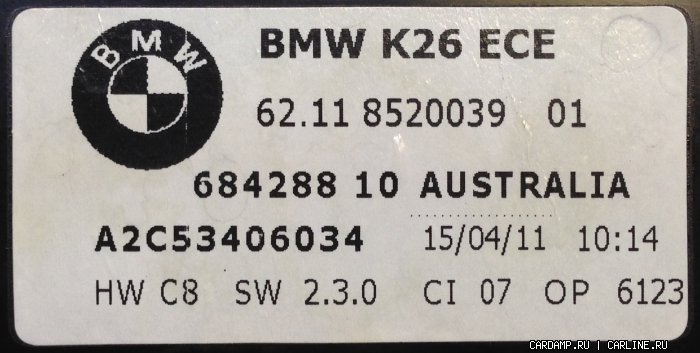 BMW
BMW K26 ECE
62.11 8520039 01
684288 10 AUSTRALIA
A2C53406034 15/04/11 10:14
HW C8 SW 2.3.0 CI 07 OP 6123
CARDAMP.RU | CARLINE.RU